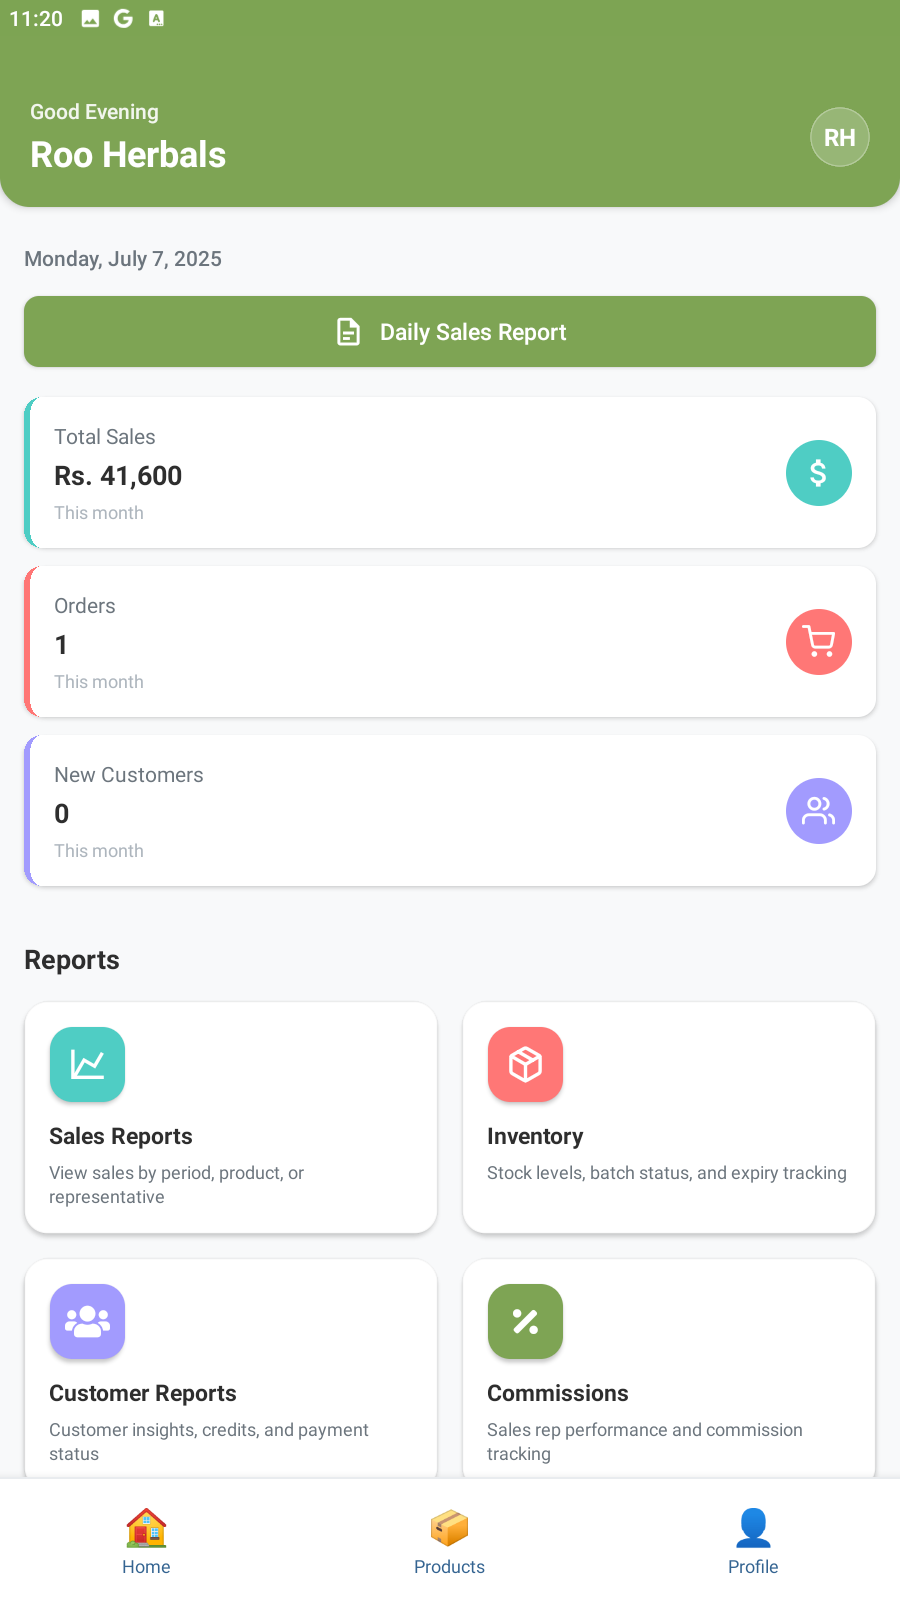 11:20
Good Evening
Roo Herbals
RH
Monday, July 7, 2025
Daily Sales Report
Total Sales
Rs. 41,600
This month
Orders
1
This month
New Customers
0
This month
Reports
Sales Reports
View sales by period, product, or
representative
Inventory
Stock levels, batch status, and expiry tracking
Customer Reports
Customer insights, credits, and payment
status
Commissions
Sales rep performance and commission
tracking
Home
Products
Profile